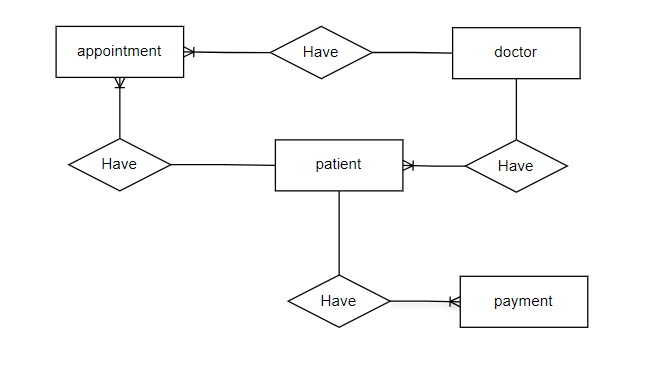 appointment
Have
doctor
Have
patient
Have
Have
payment